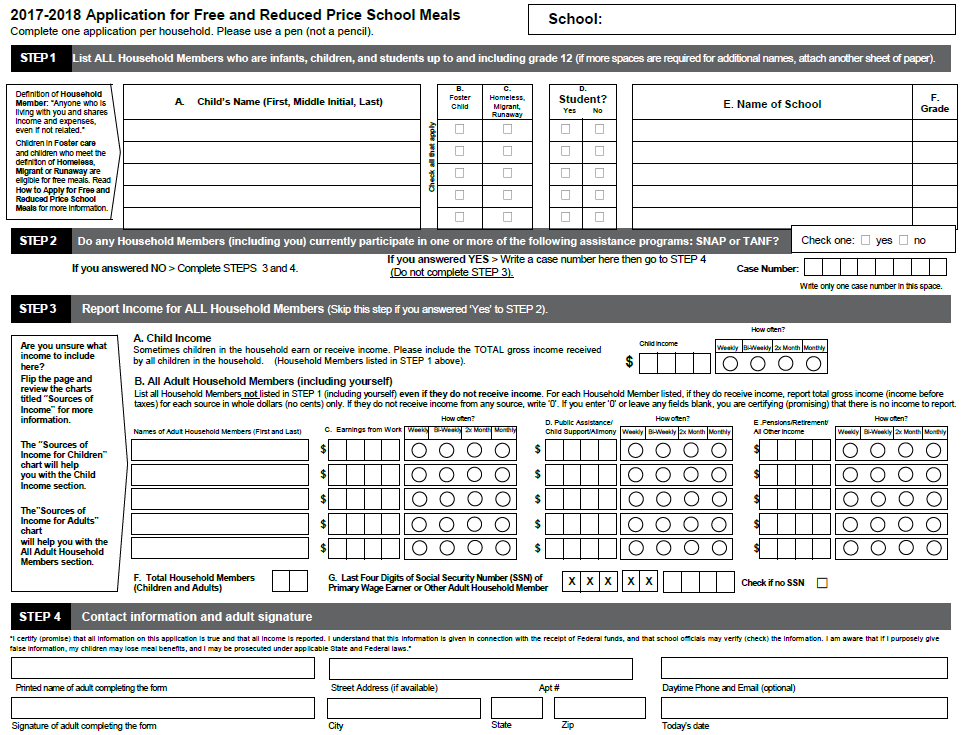 2017-2018 Application for Free and Reduced Price School Meals
Complete one application per household. Please use a pen (not a pencil).
School:
STEP 1
List ALL Household Members who are infants, children, and students up to and including grade 12 (if more spaces are required for additional names, attach another sheet of paper).
Definition of Household
Member: "Anyone who is
living with you and shares
income and expenses,
even if not related."
Children in Foster care
and children who meet the
definition of Homeless,
Migrant or Runaway are
eligible for free meals. Read
How to Apply for Free and
Reduced Price School
Meals for more information.
A. Child's Name (First, Middle Initial, Last)
Check all that apply
B.
Foster
Child
C.
Homeless,
Migrant,
Runaway
D.
Student?
Yes No
E. Name of School
F.
Grade
STEP 2
Do any Household Members (including you) currently participate in one or more of the following assistance programs: SNAP or TANF?
Check one: yes no
If you answered NO > Complete STEPS 3 and 4.
If you answered YES > Write a case number here then go to STEP 4
(Do not complete STEP 3).
Case Number:
Write only one case number in this space.
STEP 3
Report Income for ALL Household Members (Skip this step if you answered 'Yes' to STEP 2).
Are you unsure what
income to include
here?
Flip the page and
review the charts
titled "Sources of
Income" for more
information.
The "Sources of
Income for Children"
chart will help
you with the Child
Income section.
The"Sources of
Income for Adults"
chart
will help you with the
All Adult Household
Members section.
A. Child Income
Sometimes children in the household earn or receive income. Please include the TOTAL gross income received
by all children in the household. (Household Members listed in STEP 1 above).
Child income
$
How often?
Weekly Bi-Weekly 2x Month Monthly
B. All Adult Household Members (including yourself)
List all Household Members not listed in STEP 1 (including yourself) even if they do not receive income. For each Household Member listed, if they do receive income, report total gross income (income before
taxes) for each source in whole dollars (no cents) only. If they do not receive income from any source, write '0'. If you enter '0' or leave any fields blank, you are certifying (promising) that there is no income to report.
Names of Adult Household Members (First and Last)
C. Earnings from Work
How often?
Weekly Bi-Weekly 2x Month Monthly
D. Public Assistance/
Child Support/Alimony
How often?
Weekly Bi-Weekly 2x Month Monthly
E. Pensions/Retirement/
All Other Income
How often?
Weekly Bi-Weekly 2x Month Monthly
$ $ $
$ $ $
$ $ $
$ $ $
$ $ $
F. Total Household Members
(Children and Adults)
G. Last Four Digits of Social Security Number (SSN) of
Primary Wage Earner or Other Adult Household Member
X X X X X
Check if no SSN
STEP 4
Contact information and adult signature
"I certify (promise) that all information on this application is true and that all income is reported. I understand that this information is given in connection with the receipt of Federal funds, and that school officials may verify (check) the information. I am aware that if I purposely give
false information, my children may lose meal benefits, and I may be prosecuted under applicable State and Federal laws."
Printed name of adult completing the form
Street Address (if available)
Apt #
Daytime Phone and Email (optional)
Signature of adult completing the form
City
State
Zip
Today's date